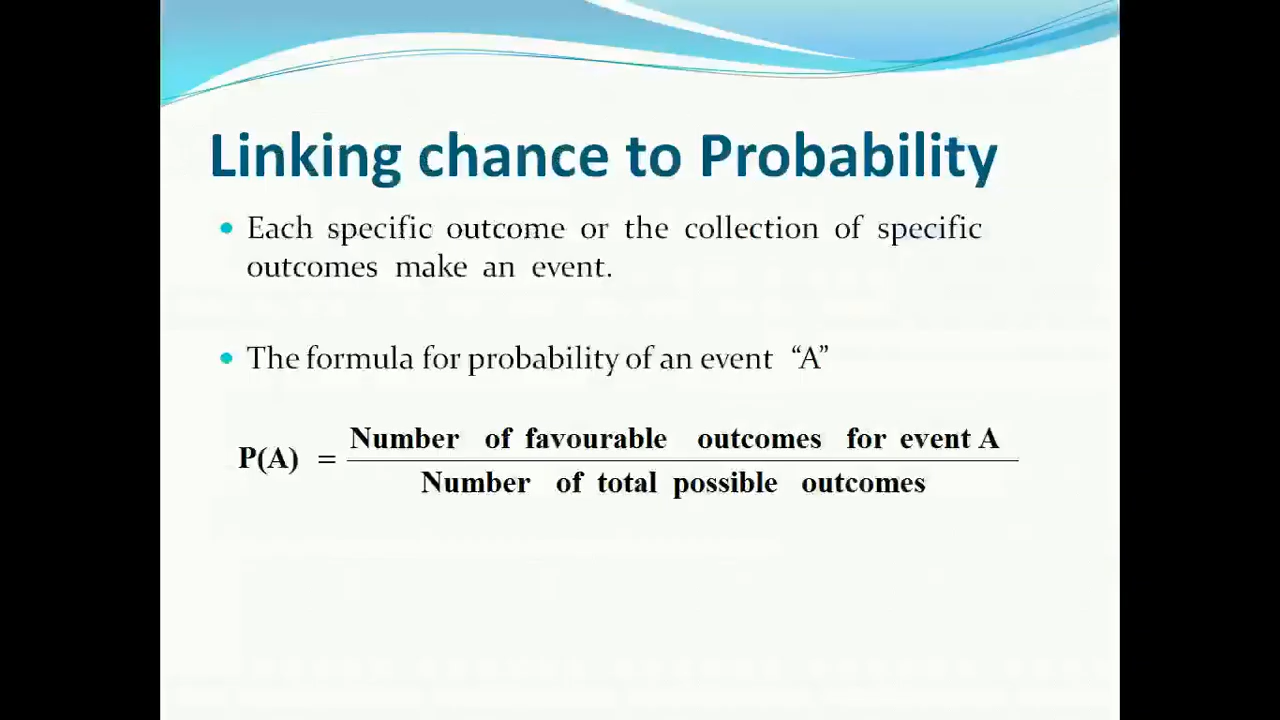 Linking chance to Probability
• Each specific outcome or the collection of specific
outcomes make an event.
• The formula for probability of an event “A”
P(A) = Number of favourable outcomes for event A
Number of total possible outcomes